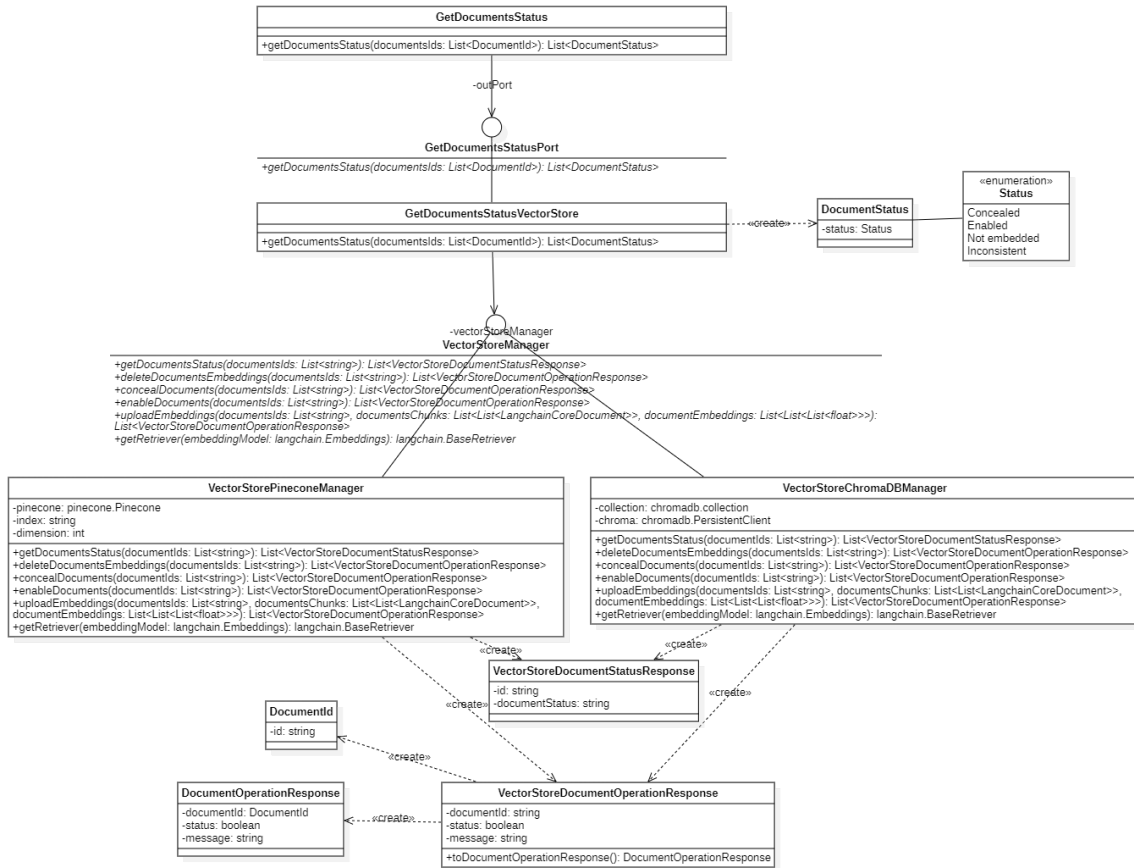 GetDocumentsStatus
+getDocumentsStatus(documentsIds: List<DocumentId>): List<DocumentStatus>
-outPort
GetDocumentsStatusPort
+getDocumentsStatus(documentsIds: List<DocumentId>): List<DocumentStatus>
GetDocumentsStatusVectorStore
+getDocumentsStatus(documentsIds: List<DocumentId>): List<DocumentStatus>
«create»
DocumentStatus
-status: Status
«enumeration»
Status
Concealed
Enabled
Not embedded
Inconsistent
-vectorStoreManager
VectorStoreManager
+getDocumentsStatus(documentsIds: List<string>): List<VectorStoreDocumentStatusResponse>
+deleteDocumentsEmbeddings(documentsIds: List<string>): List<VectorStoreDocumentOperationResponse>
+concealDocuments(documentsIds: List<string>): List<VectorStoreDocumentOperationResponse>
+enableDocuments(documentsIds: List<string>): List<VectorStoreDocumentOperationResponse>
+uploadEmbeddings(documentsIds: List<string>, documentsChunks: List<List<LangchainCoreDocument>>, documentEmbeddings: List<List<List<float>>>):
List<VectorStoreDocumentOperationResponse>
+getRetriever(embeddingModel: langchain.Embeddings): langchain.BaseRetriever
VectorStorePineconeManager
-pinecone: pinecone.Pinecone
-index: string
-dimension: int
+getDocumentsStatus(documentIds: List<string>): List<VectorStoreDocumentStatusResponse>
+deleteDocumentsEmbeddings(documentsIds: List<string>): List<VectorStoreDocumentOperationResponse>
+concealDocuments(documentIds: List<string>): List<VectorStoreDocumentOperationResponse>
+enableDocuments(documentIds: List<string>): List<VectorStoreDocumentOperationResponse>
+uploadEmbeddings(documentsIds: List<string>, documentsChunks: List<List<LangchainCoreDocument>>,
documentEmbeddings: List<List<List<float>>>): List<VectorStoreDocumentOperationResponse>
+getRetriever(embeddingModel: langchain.Embeddings): langchain.BaseRetriever
VectorStoreChromaDBManager
-collection: chromadb.collection
-chroma: chromadb.PersistentClient
+getDocumentsStatus(documentIds: List<string>): List<VectorStoreDocumentStatusResponse>
+deleteDocumentsEmbeddings(documentsIds: List<string>): List<VectorStoreDocumentOperationResponse>
+concealDocuments(documentIds: List<string>): List<VectorStoreDocumentOperationResponse>
+enableDocuments(documentIds: List<string>): List<VectorStoreDocumentOperationResponse>
+uploadEmbeddings(documentsIds: List<string>, documentsChunks: List<List<LangchainCoreDocument>>,
documentEmbeddings: List<List<List<float>>>): List<VectorStoreDocumentOperationResponse>
+getRetriever(embeddingModel: langchain.Embeddings): langchain.BaseRetriever
«create»
«create»
VectorStoreDocumentStatusResponse
-id: string
-documentStatus: string
«create»
«create»
DocumentId
-id: string
«create»
DocumentOperationResponse
-documentId: DocumentId
-status: boolean
-message: string
«create»
VectorStoreDocumentOperationResponse
-documentId: string
-status: boolean
-message: string
+toDocumentOperationResponse(): DocumentOperationResponse